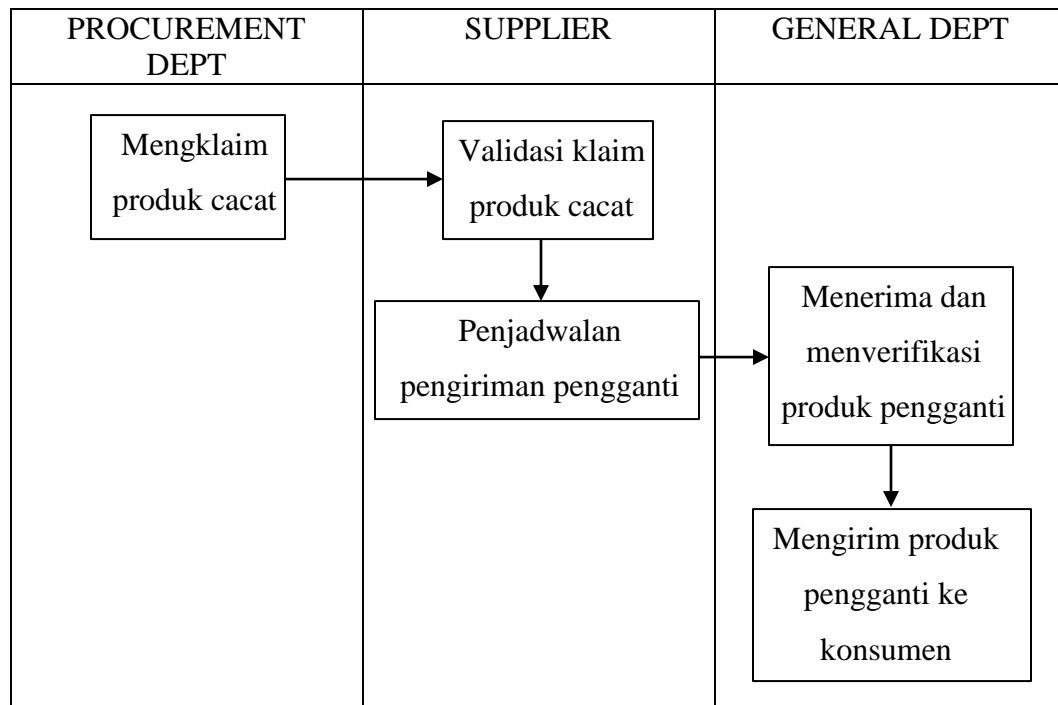 PROCUREMENT
DEPT
SUPPLIER
GENERAL DEPT
Mengklaim
produk cacat
Validasi klaim
produk cacat
Penjadwalan
pengiriman pengganti
Menerima dan
menverifikasi
produk pengganti
Mengirim produk
pengganti ke
konsumen